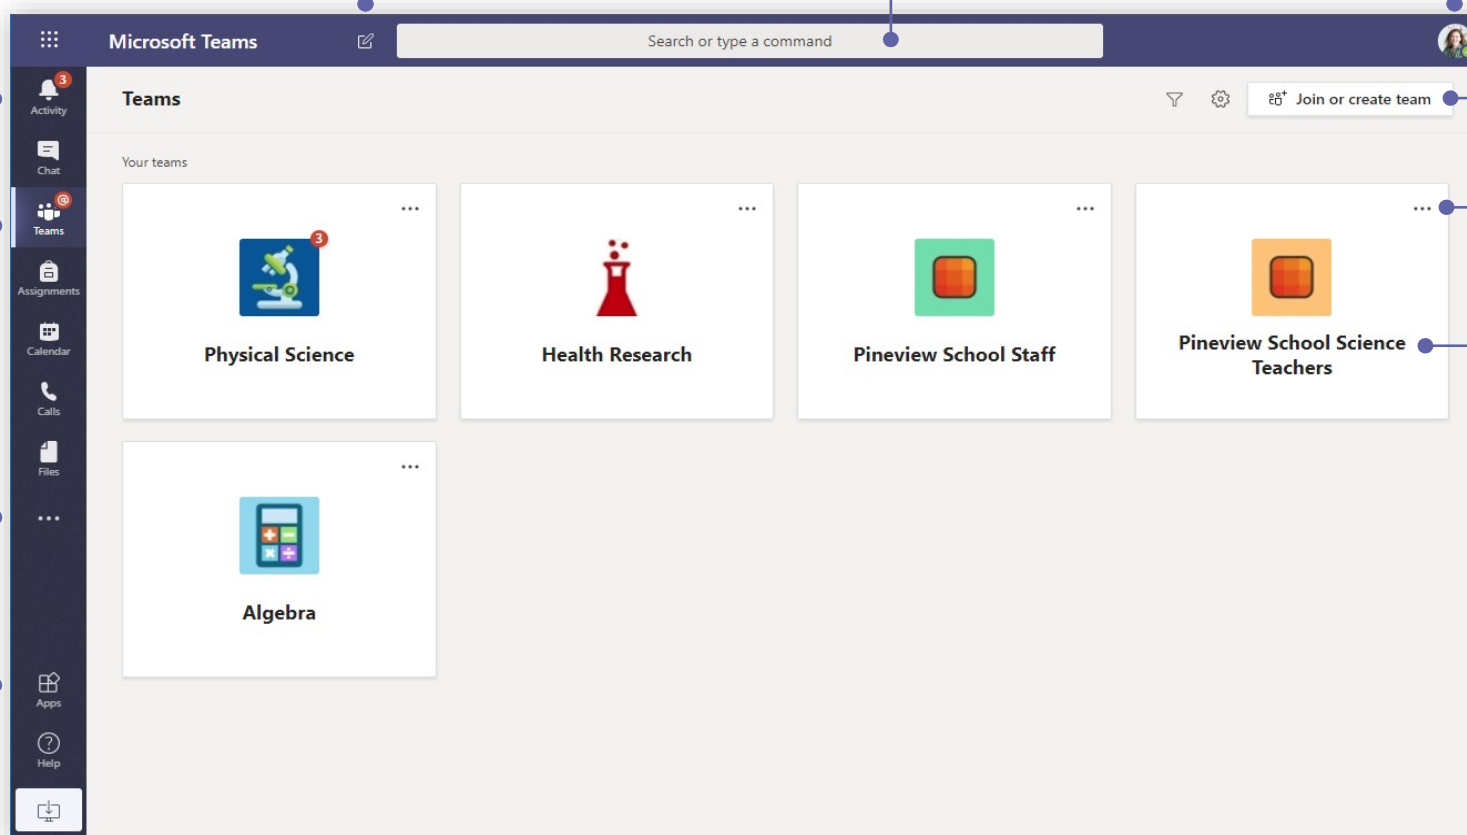 Microsoft Teams
Search or type a command
3
Activity
Teams
Join or create team
Chat
Your teams
@
Teams
3
Assignments
Calendar
Physical Science
Health Research
Pineview School Staff
Pineview School Science
Teachers
Calls
Files
Algebra
Apps
?
Help